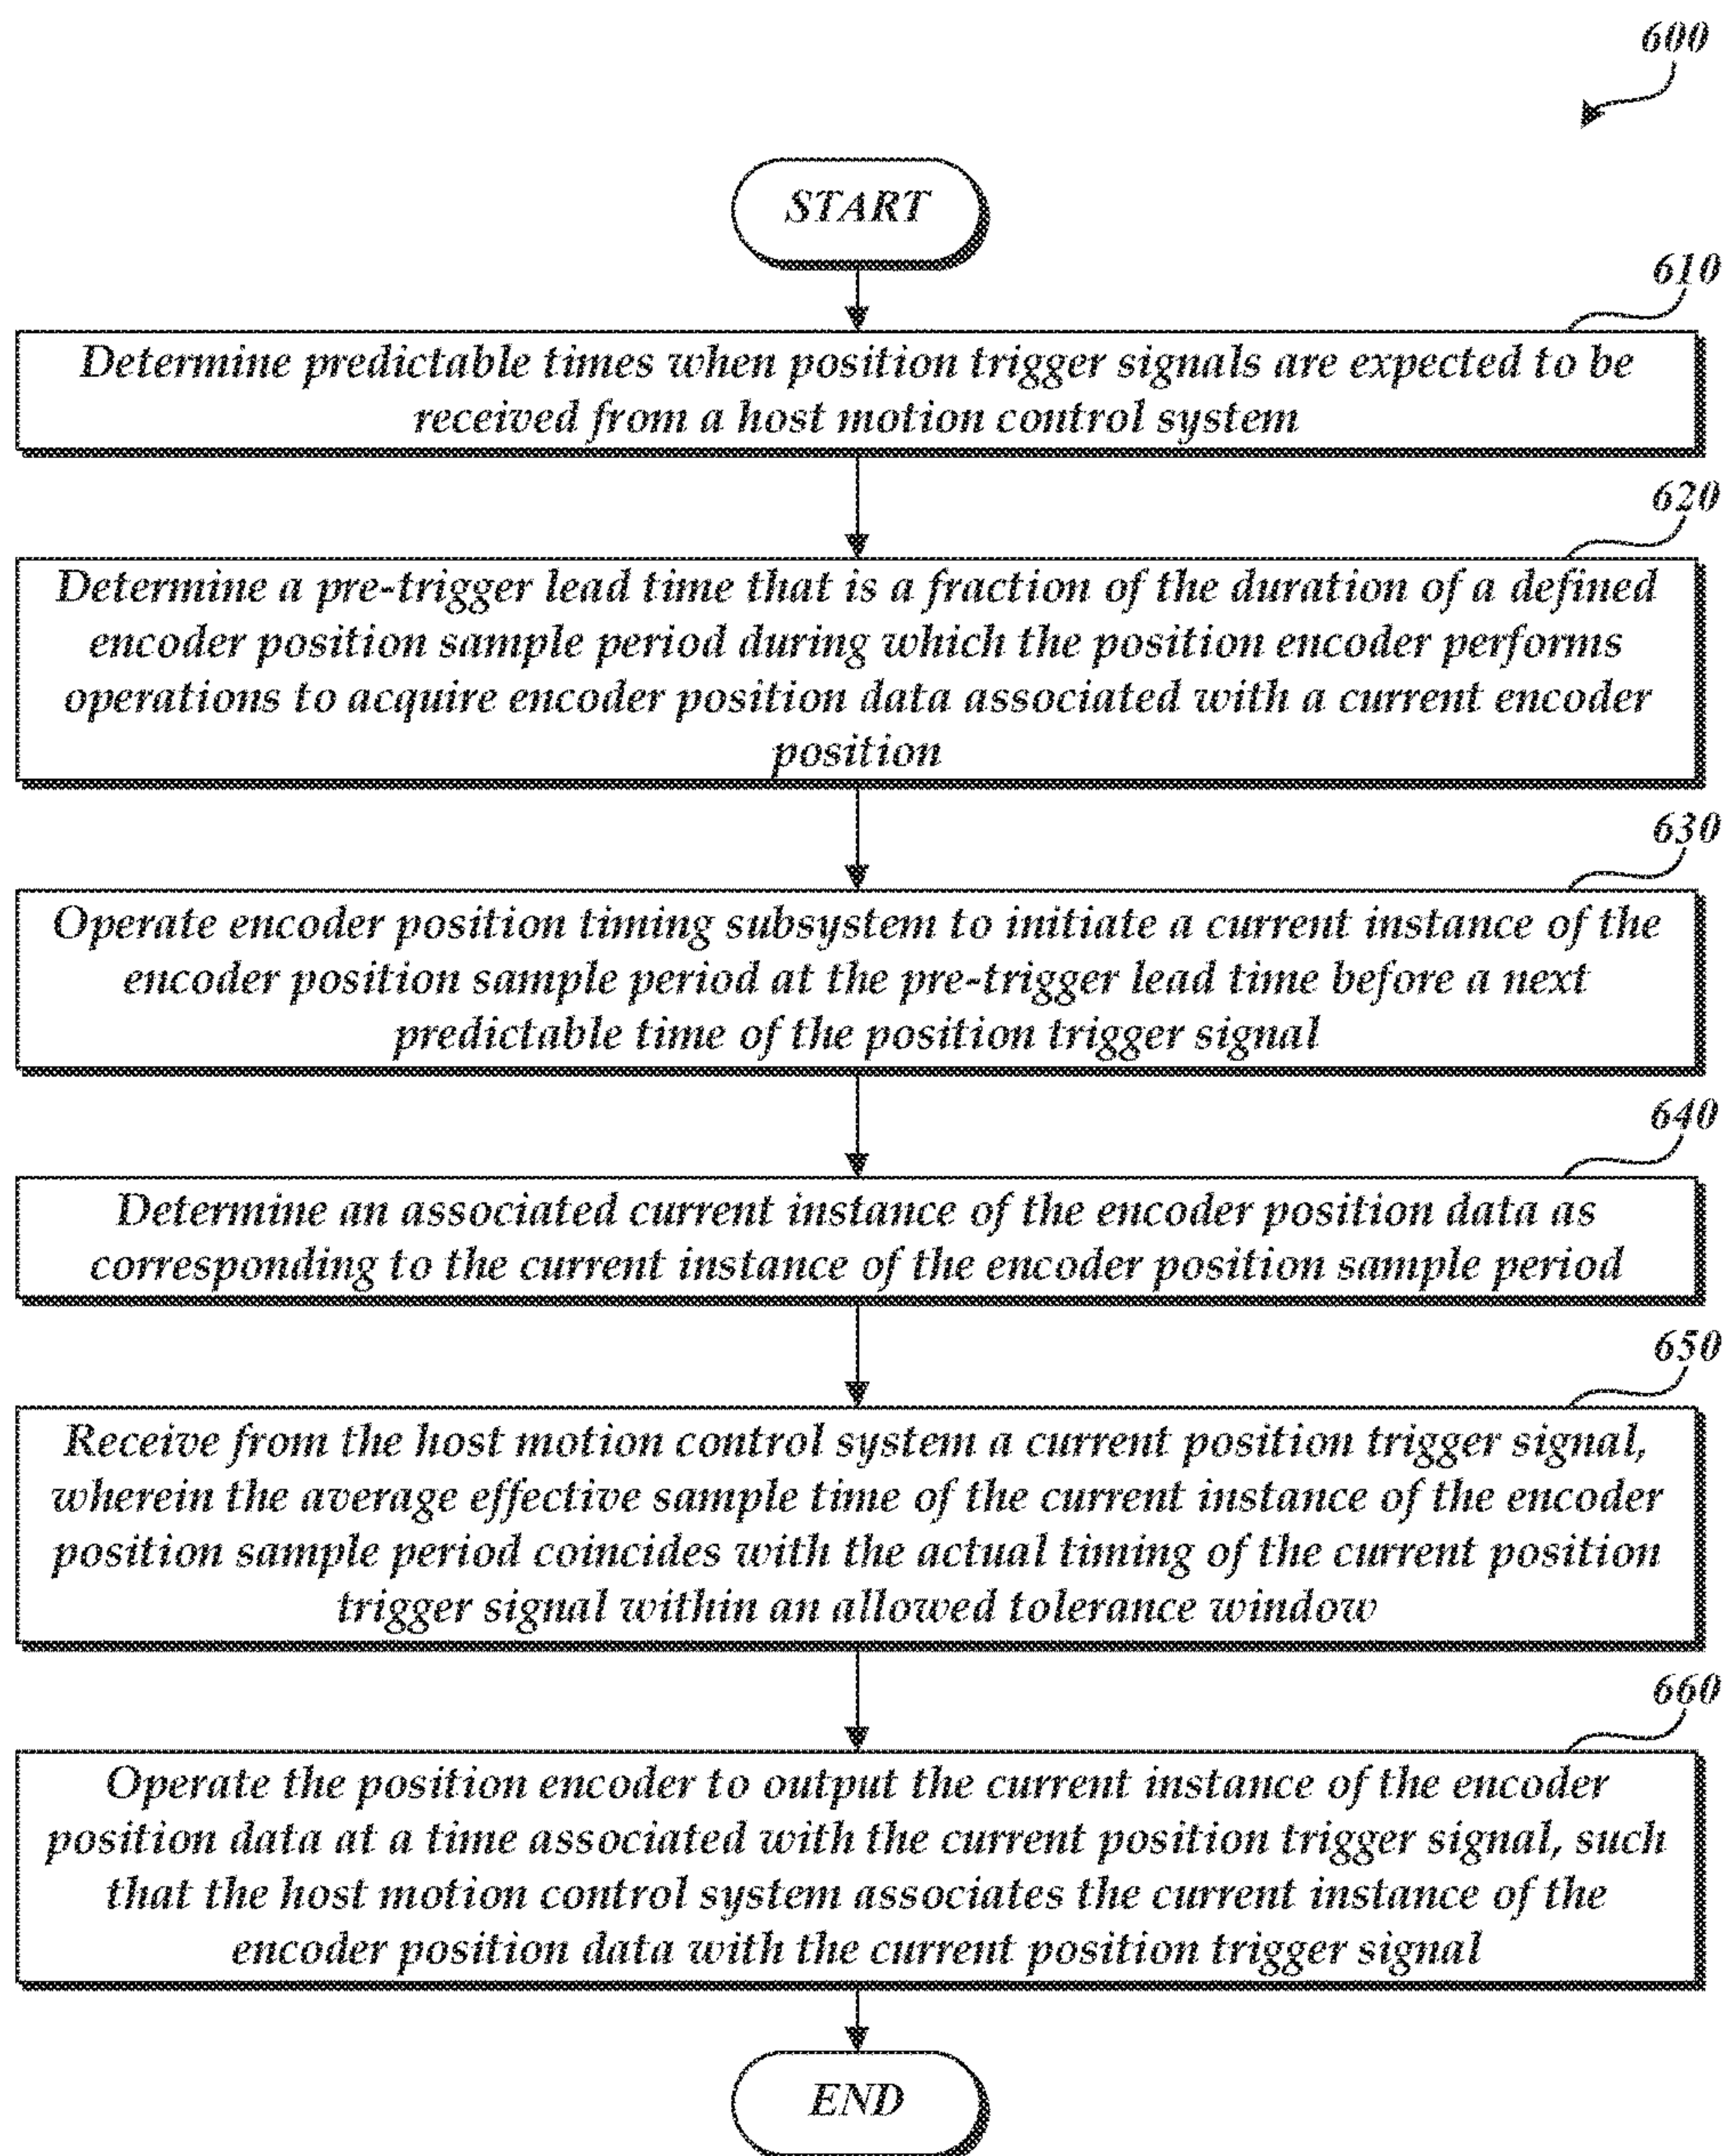 600
START
610
Determine predictable times when position trigger signals are expected to be
received from a host motion control system
620
Determine a pre-trigger lead time that is a fraction of the duration of a defined
encoder position sample period during which the position encoder performs
operations to acquire encoder position data associated with a current encoder
position
630
Operate encoder position timing subsystem to initiate a current instance of the
encoder position sample period at the pre-trigger lead time before a next
predictable time of the position trigger signal
640
Determine an associated current instance of the encoder position data as
corresponding to the current instance of the encoder position sample period
650
Receive from the host motion control system a current position trigger signal,
wherein the average effective sample time of the current instance of the encoder
position sample period coincides with the actual timing of the current position
trigger signal within an allowed tolerance window
660
Operate the position encoder to output the current instance of the encoder
position data at a time associated with the current position trigger signal, such
that the host motion control system associates the current instance of the
encoder position data with the current position trigger signal
END